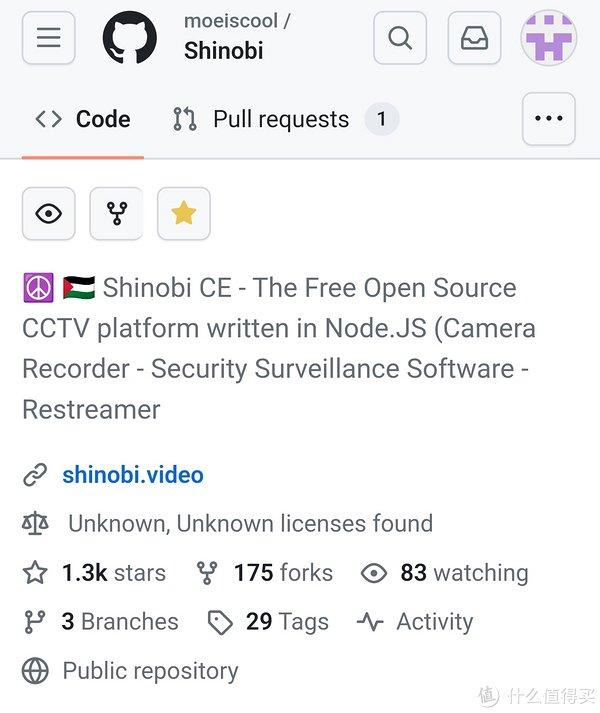 moeiscool /
Shinobi
Code
Pull requests 1
☮️ 🇵🇸 Shinobi CE - The Free Open Source
CCTV platform written in Node.JS (Camera
Recorder - Security Surveillance Software -
Restreamer
shinobi.video
Unknown, Unknown licenses found
1.3k stars 175 forks 83 watching
3 Branches 29 Tags Activity
Public repository
值 什么值得买